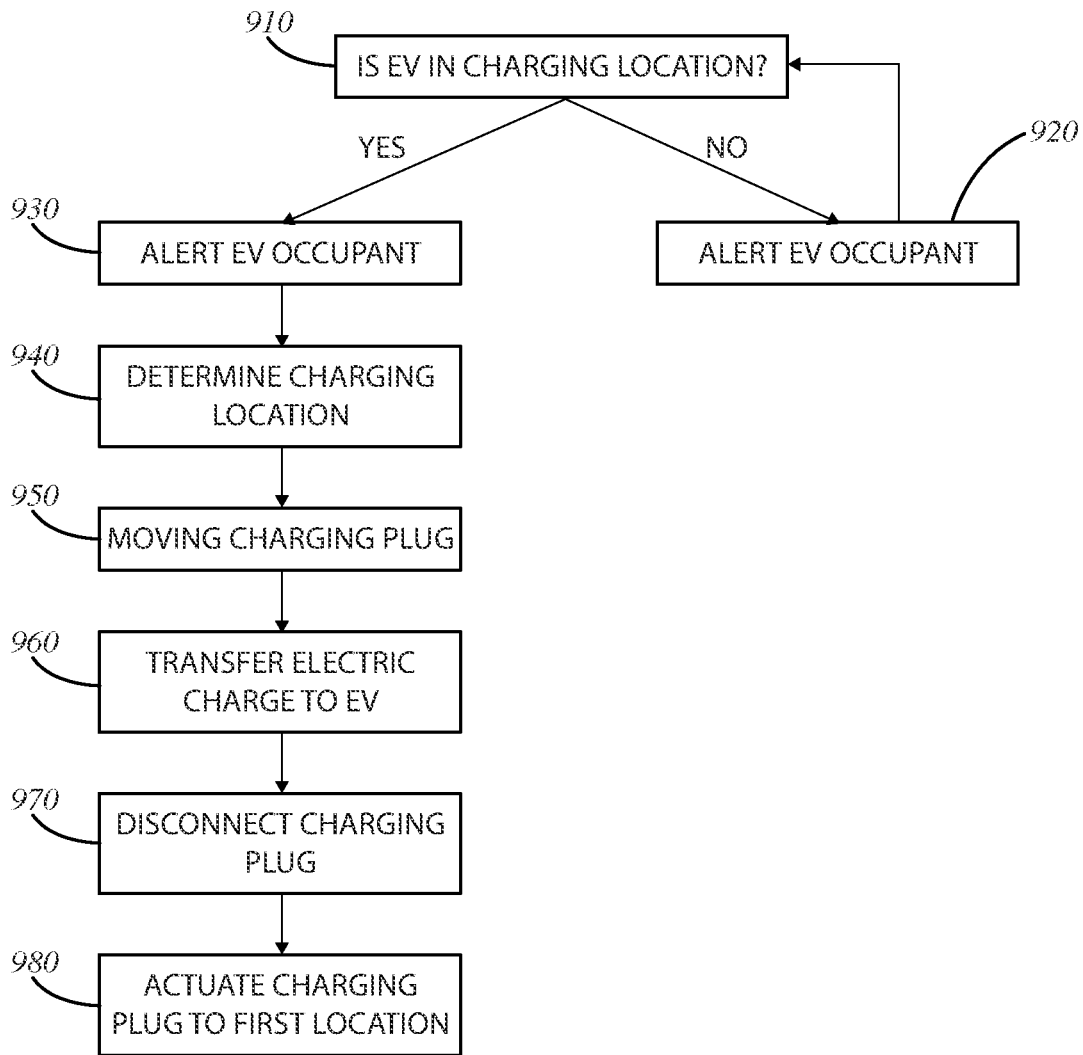 910
IS EV IN CHARGING LOCATION?
YES
NO
920
930
ALERT EV OCCUPANT
ALERT EV OCCUPANT
940
DETERMINE CHARGING
LOCATION
950
MOVING CHARGING PLUG
960
TRANSFER ELECTRIC
CHARGE TO EV
970
DISCONNECT CHARGING
PLUG
980
ACTUATE CHARGING
PLUG TO FIRST LOCATION